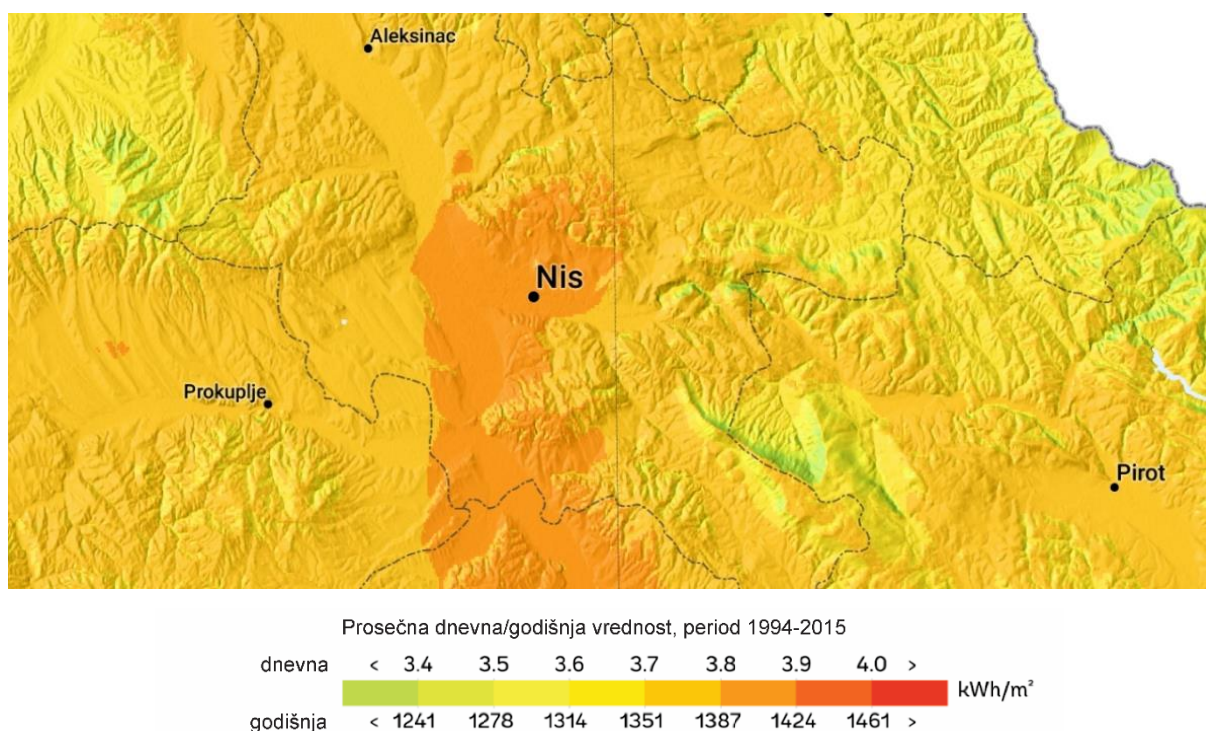 Aleksinac
Nis
Prokuplje
Pirot
Prosečna dnevna/godišnja vrednost, period 1994-2015
dnevna < 3.4 3.5 3.6 3.7 3.8 3.9 4.0 >
kWh/m²
godišnja < 1241 1278 1314 1351 1387 1424 1461 >